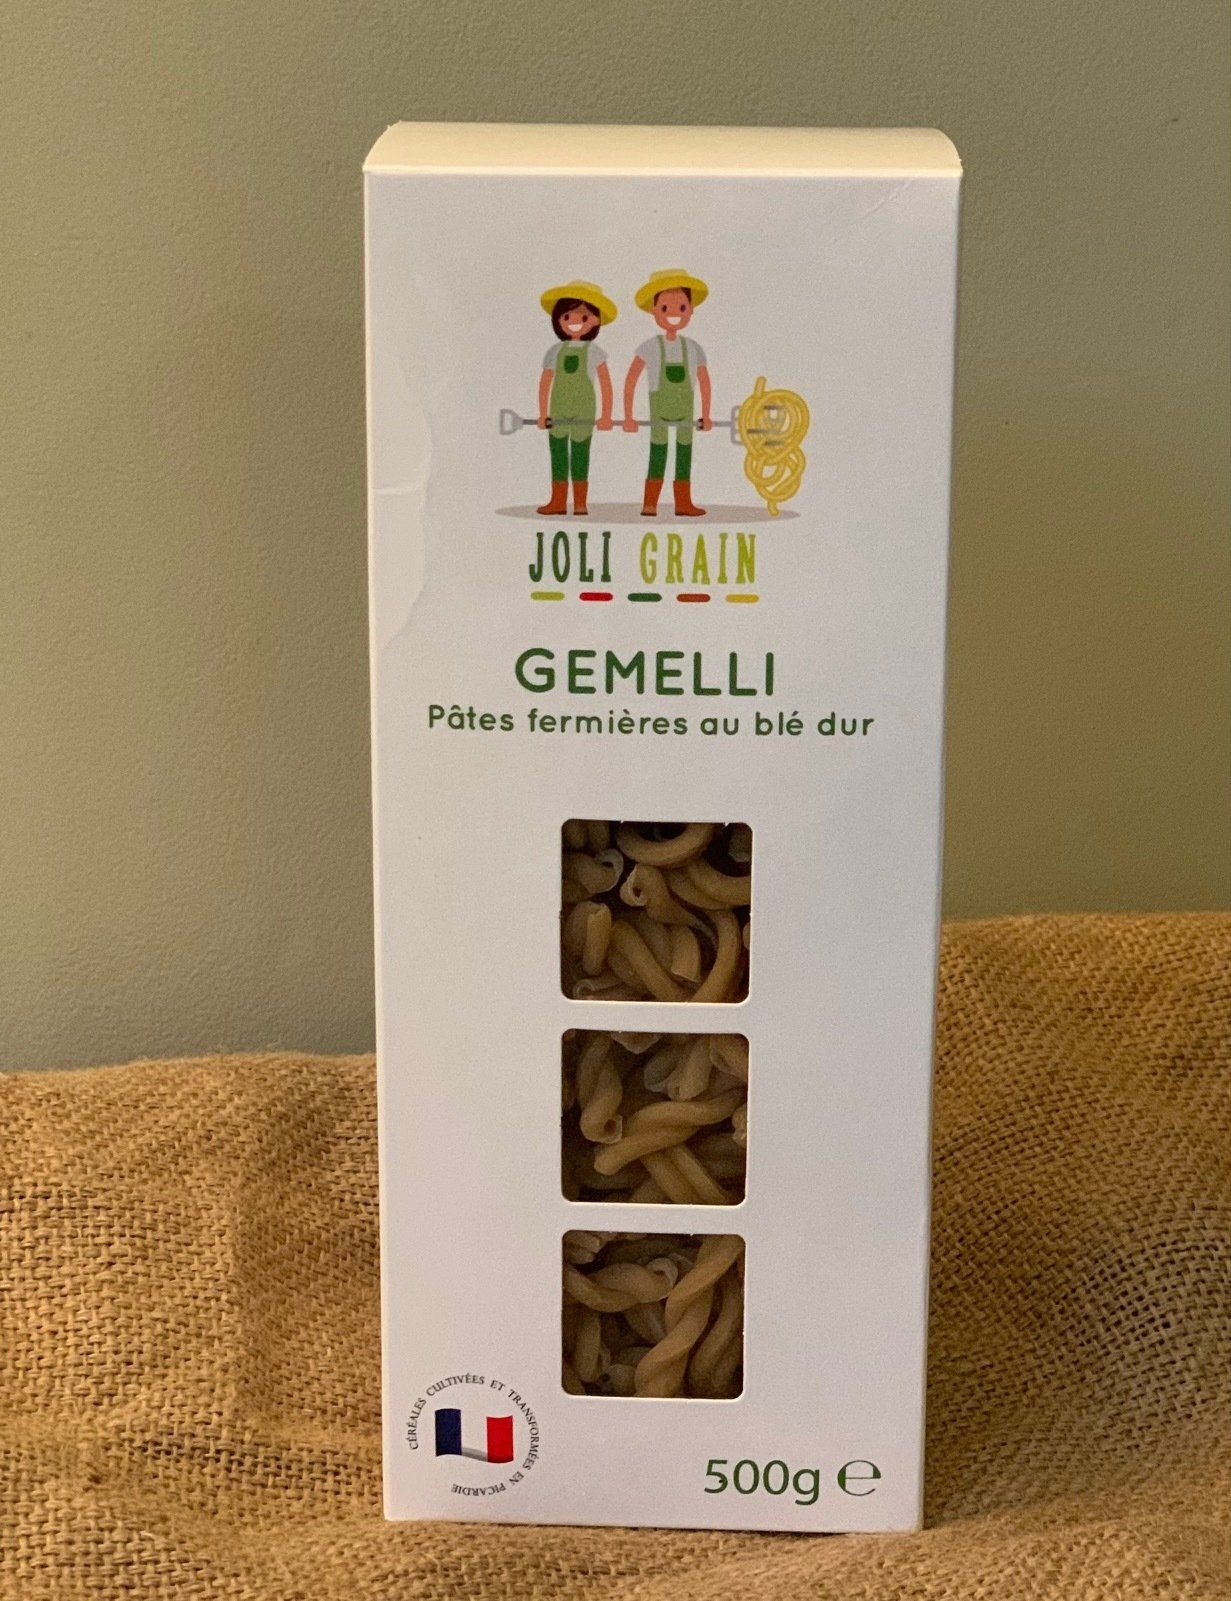 JOLI GRAIN
GEMELLI
Pâtes fermières au blé dur
CÉRÉALES CULTIVÉES ET TRANSFORMÉES EN PICARDIE
500g ℮